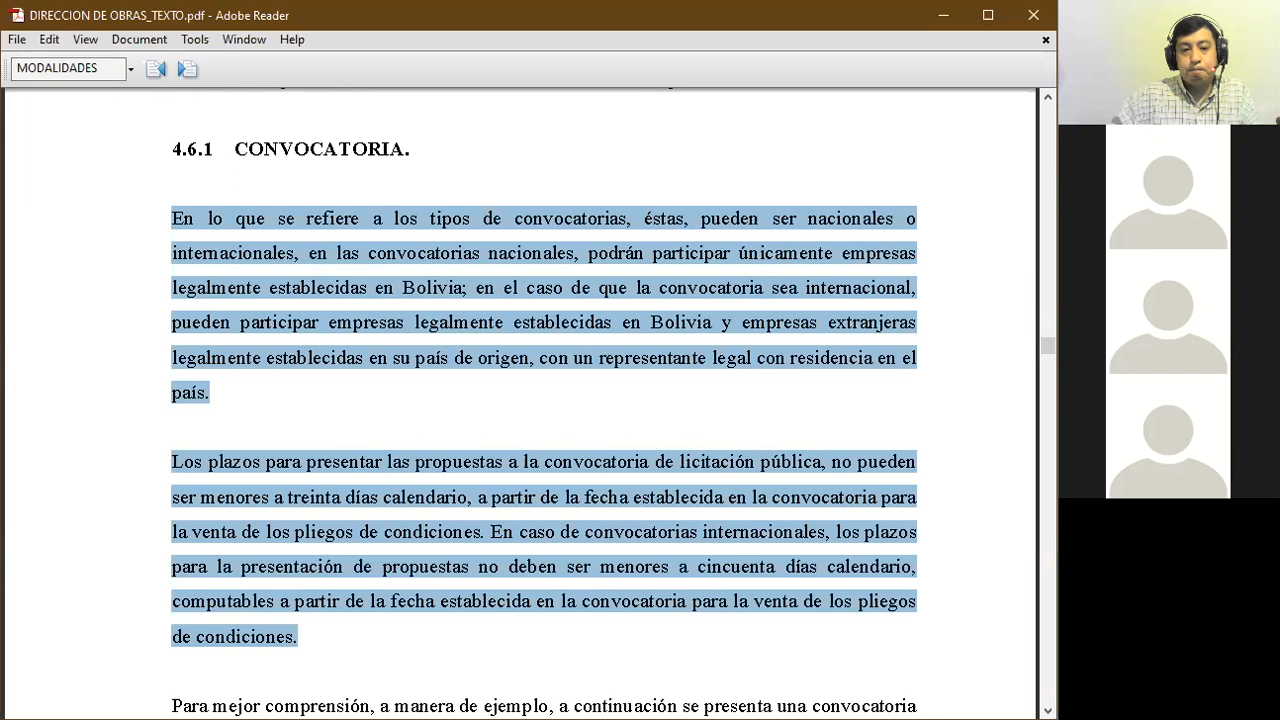 DIRECCION DE OBRAS_TEXTO.pdf - Adobe Reader
File Edit View Document Tools Window Help
MODALIDADES
4.6.1 CONVOCATORIA.
En lo que se refiere a los tipos de convocatorias, éstas, pueden ser nacionales o
internacionales, en las convocatorias nacionales, podrán participar únicamente empresas
legalmente establecidas en Bolivia; en el caso de que la convocatoria sea internacional,
pueden participar empresas legalmente establecidas en Bolivia y empresas extranjeras
legalmente establecidas en su país de origen, con un representante legal con residencia en el
país.
Los plazos para presentar las propuestas a la convocatoria de licitación pública, no pueden
ser menores a treinta días calendario, a partir de la fecha establecida en la convocatoria para
la venta de los pliegos de condiciones. En caso de convocatorias internacionales, los plazos
para la presentación de propuestas no deben ser menores a cincuenta días calendario,
computables a partir de la fecha establecida en la convocatoria para la venta de los pliegos
de condiciones.
Para mejor comprensión, a manera de ejemplo, a continuación se presenta una convocatoria